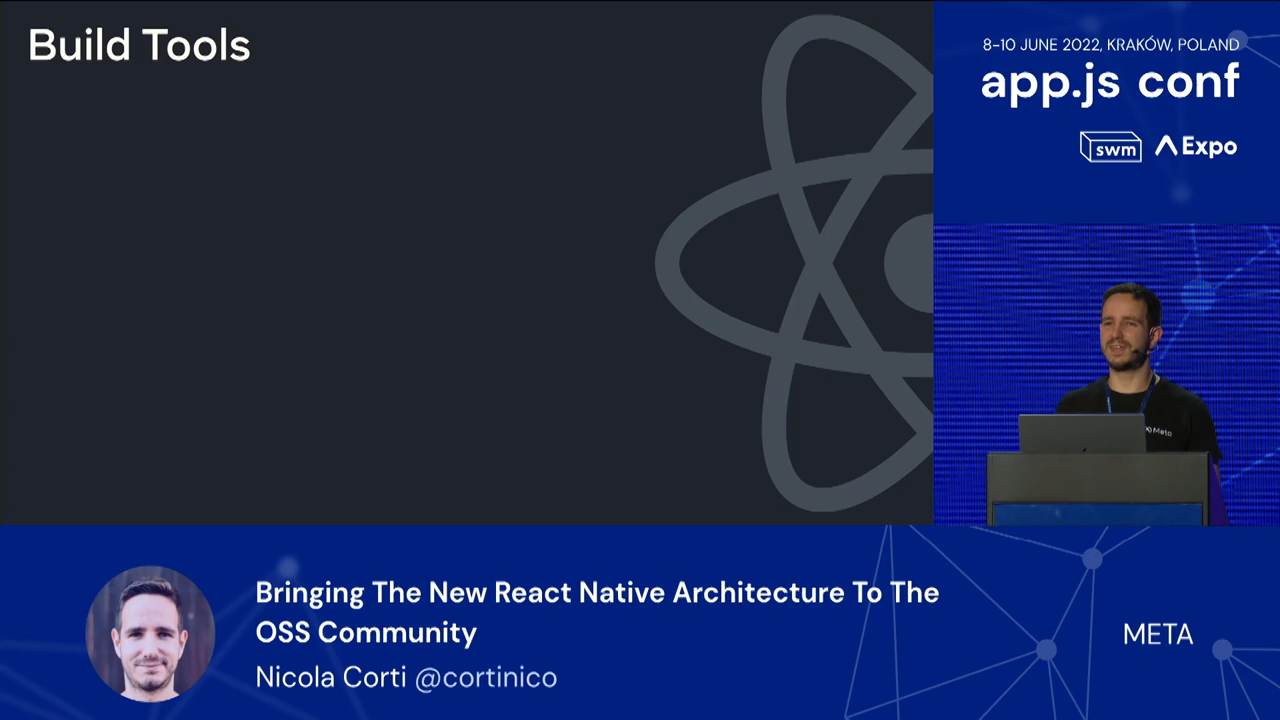 Build Tools
8-10 JUNE 2022, KRAKÓW, POLAND
app.js conf
swm Expo
Meta
Bringing The New React Native Architecture To The
OSS Community
Nicola Corti @cortinico
META